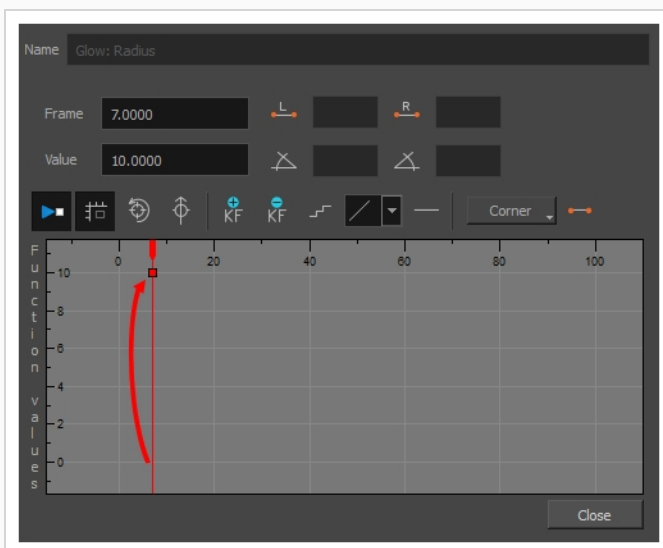 Name Glow: Radius
Frame 7.0000 L R
Value 10.0000
KF KF Corner
Function values
0 20 40 60 80 100
10
8
6
4
2
0
Close